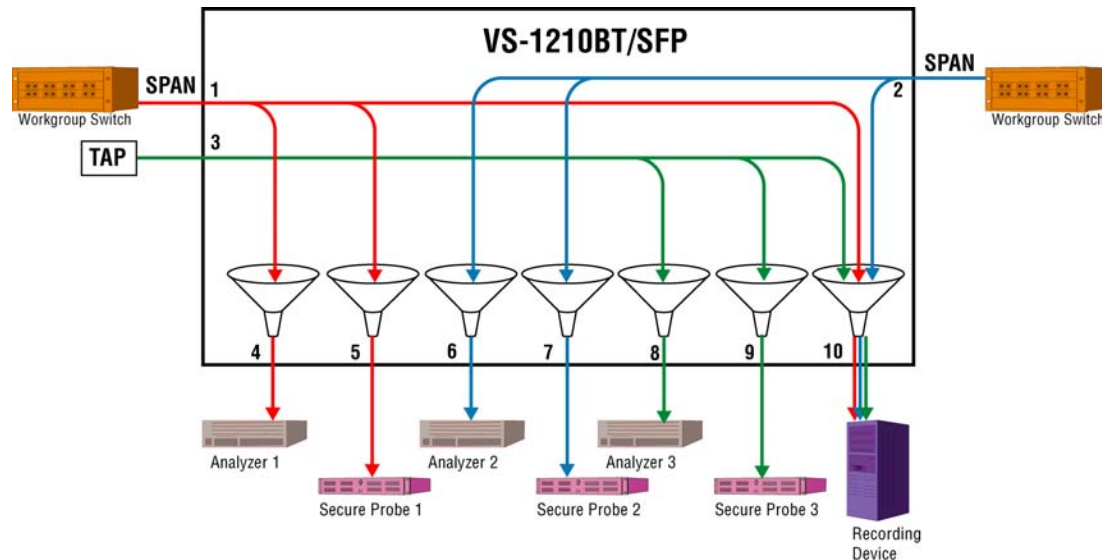 VS-1210BT/SFP
SPAN
1
Workgroup Switch
SPAN
2
Workgroup Switch
TAP
3
4
5
6
7
8
9
10
Analyzer 1
Analyzer 2
Analyzer 3
Secure Probe 1
Secure Probe 2
Secure Probe 3
Recording
Device